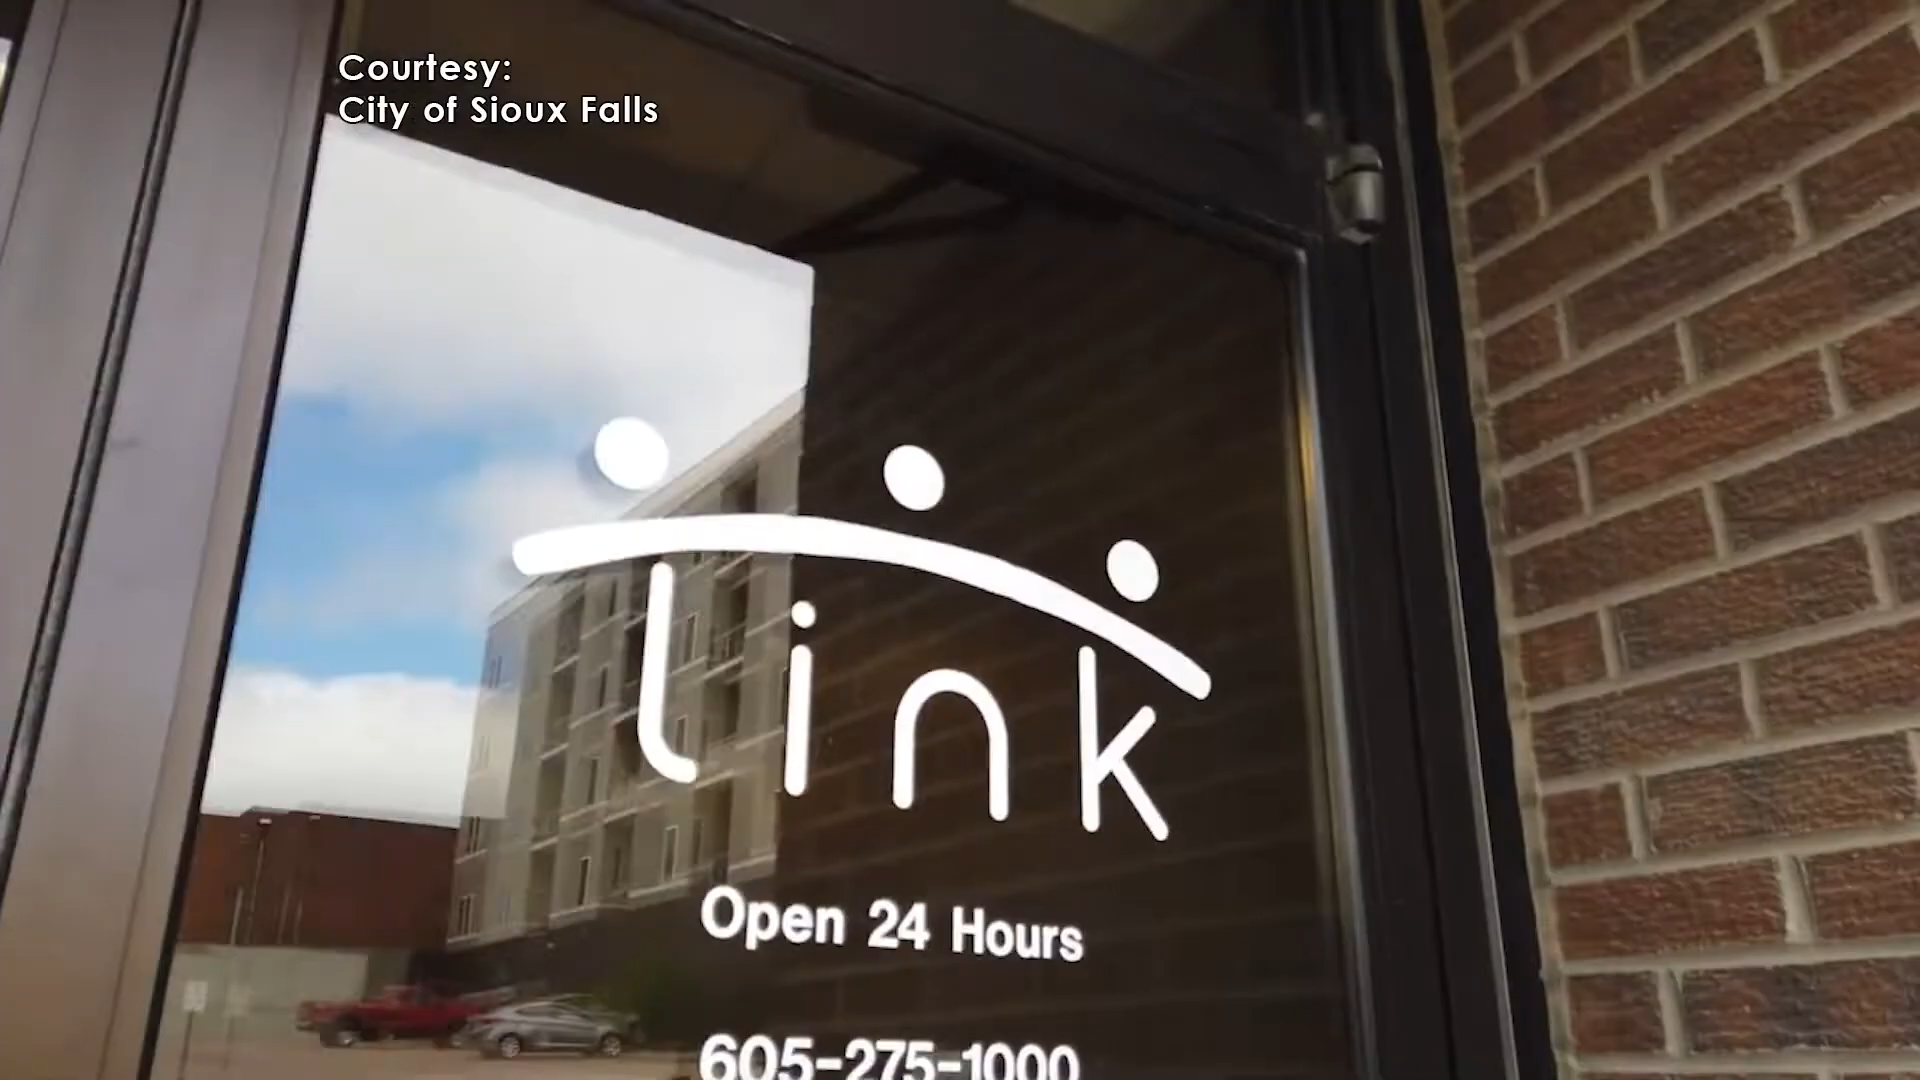 Courtesy:
City of Sioux Falls
link
Open 24 Hours
605-275-1000